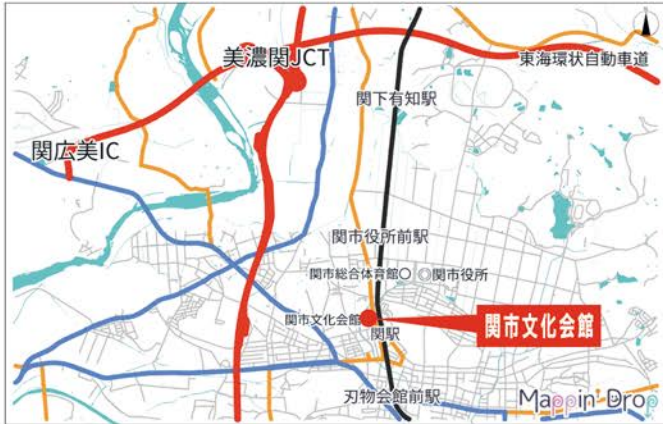 美濃関JCT
東海環状自動車道
関下有知駅
関広美IC
関市役所前駅
関市総合体育館○ ◎関市役所
関市文化会館
関市文化会館
関駅
刃物会館前駅
Mappin' Drop